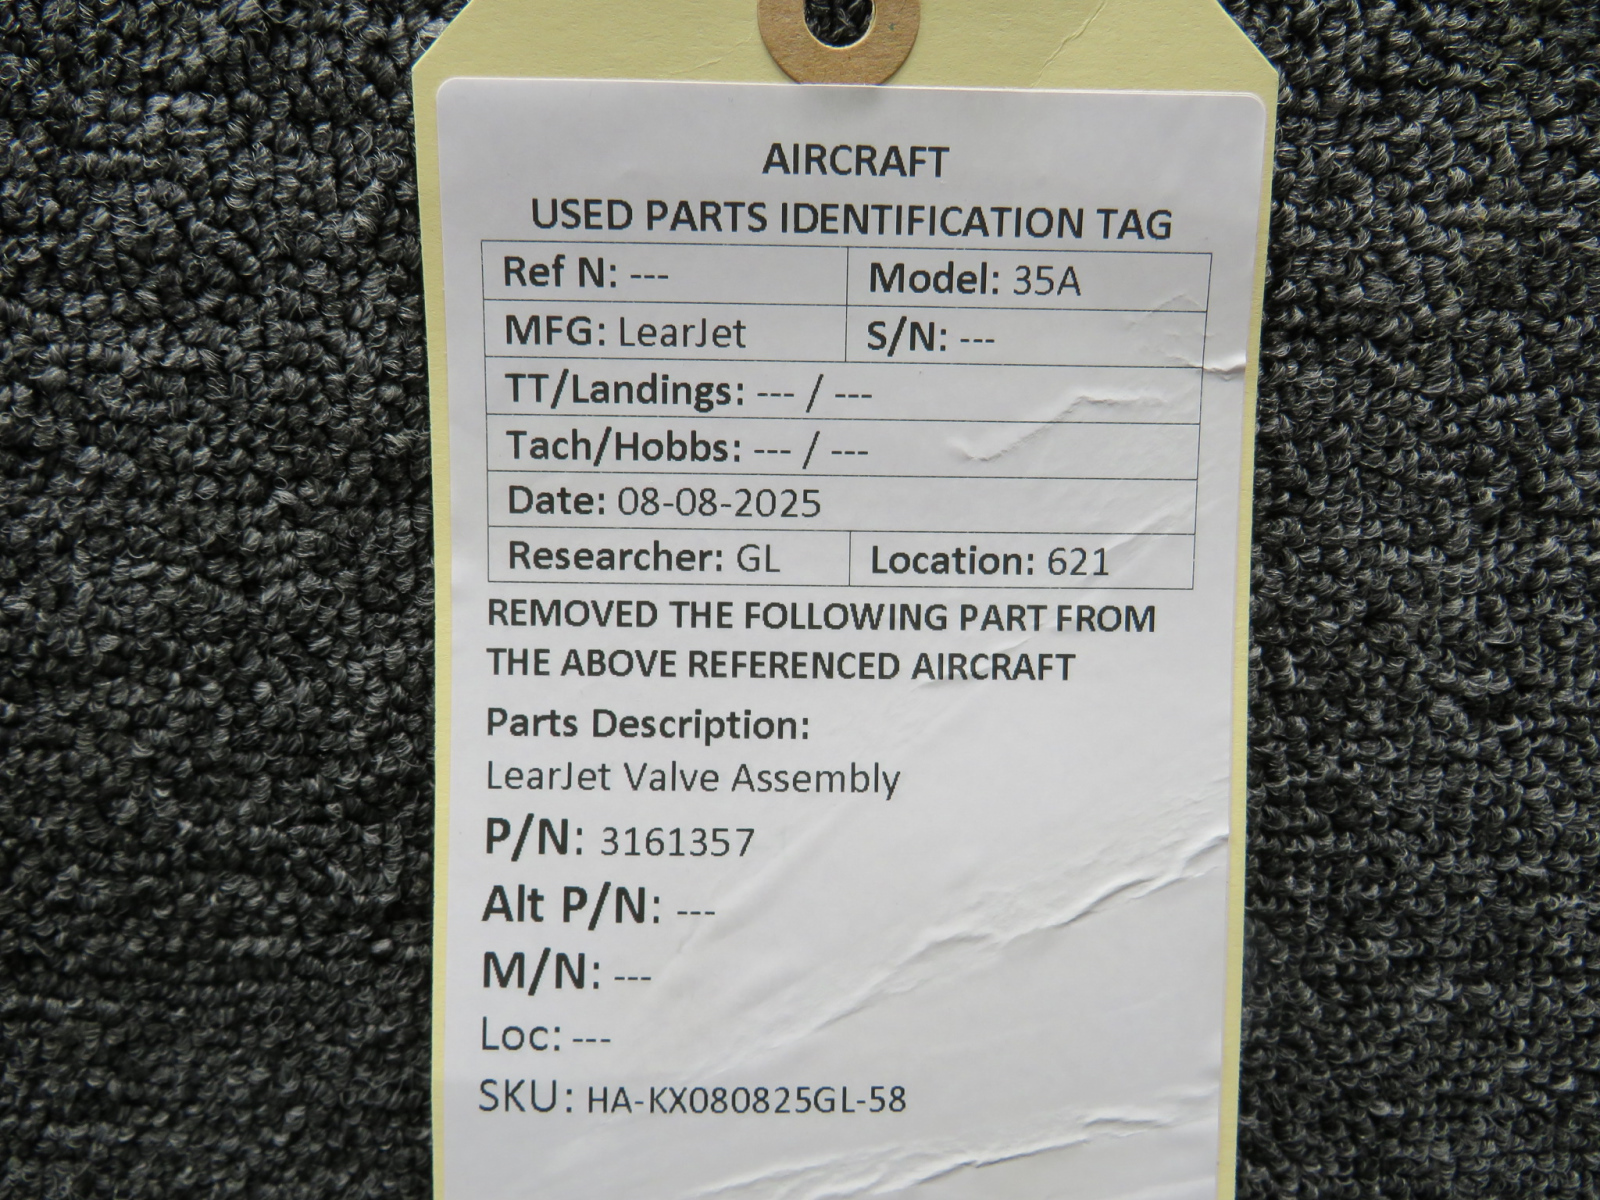 AIRCRAFT
USED PARTS IDENTIFICATION TAG
Ref N: --- Model: 35A
MFG: LearJet S/N: ---
TT/Landings: --- / ---
Tach/Hobbs: --- / ---
Date: 08-08-2025
Researcher: GL Location: 621
REMOVED THE FOLLOWING PART FROM
THE ABOVE REFERENCED AIRCRAFT
Parts Description:
LearJet Valve Assembly
P/N: 3161357
Alt P/N: ---
M/N: ---
Loc: ---
SKU: HA-KX080825GL-58